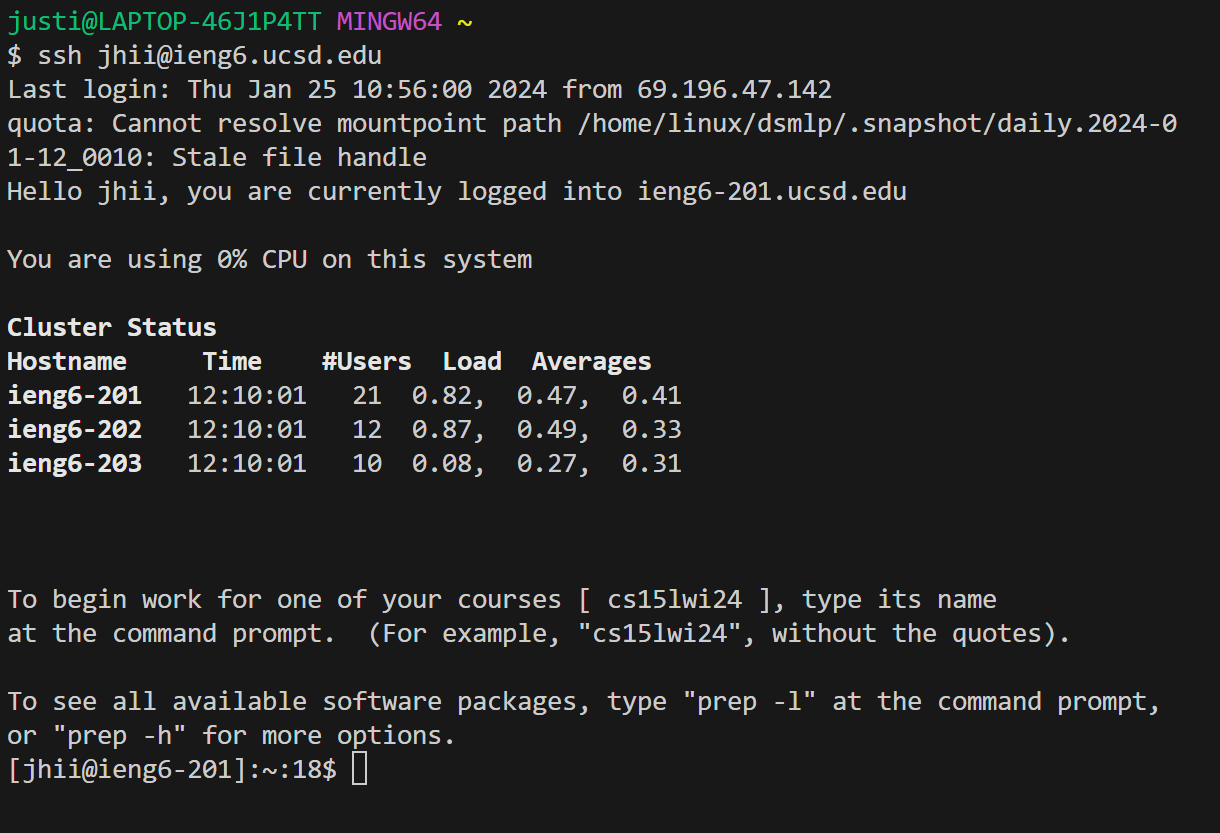 justi@LAPTOP-46J1P4TT MINGW64 ~
$ ssh jhii@ieng6.ucsd.edu
Last login: Thu Jan 25 10:56:00 2024 from 69.196.47.142
quota: Cannot resolve mountpoint path /home/linux/dsmlp/.snapshot/daily.2024-0
1-12_0010: Stale file handle
Hello jhii, you are currently logged into ieng6-201.ucsd.edu

You are using 0% CPU on this system

Cluster Status
Hostname     Time    #Users  Load  Averages
ieng6-201   12:10:01   21  0.82,  0.47,  0.41
ieng6-202   12:10:01   12  0.87,  0.49,  0.33
ieng6-203   12:10:01   10  0.08,  0.27,  0.31

To begin work for one of your courses [ cs15lwi24 ], type its name
at the command prompt.  (For example, "cs15lwi24", without the quotes).

To see all available software packages, type "prep -l" at the command prompt,
or "prep -h" for more options.
[jhii@ieng6-201]:~:18$